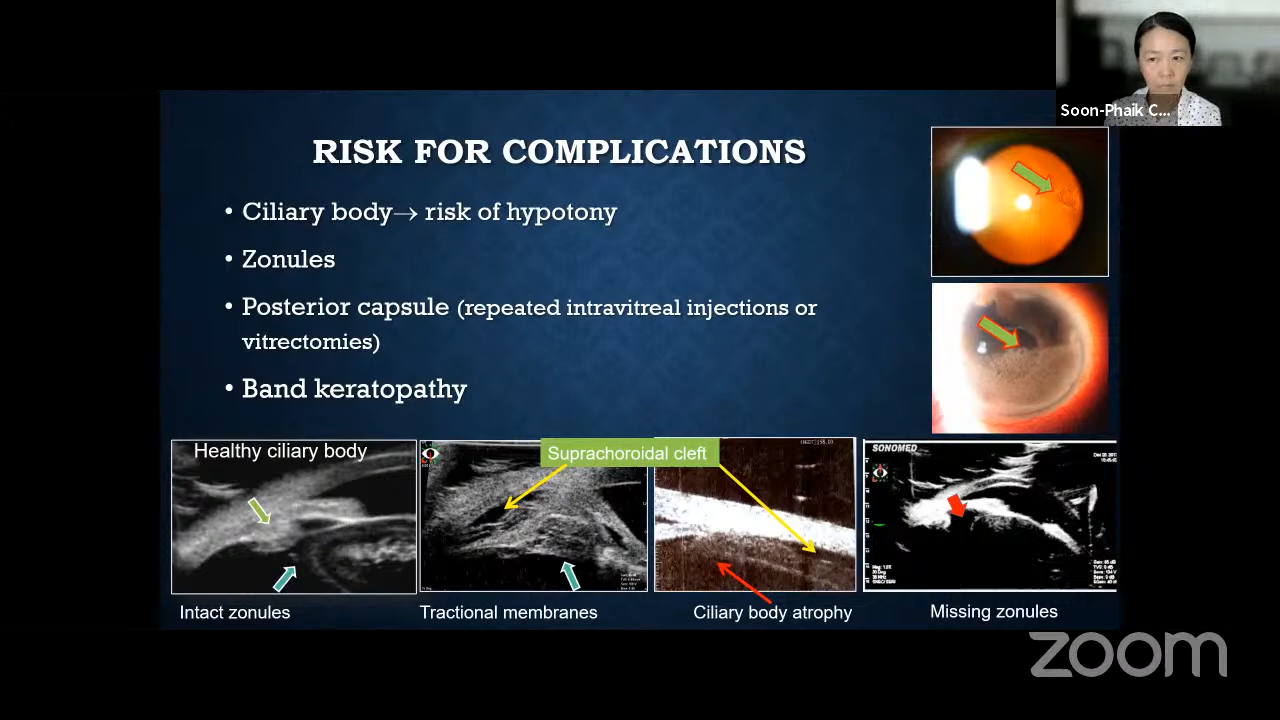 Soon-Phaik C...
RISK FOR COMPLICATIONS
• Ciliary body→ risk of hypotony
• Zonules
• Posterior capsule (repeated intravitreal injections or
vitrectomies)
• Band keratopathy
Healthy ciliary body
Suprachoroidal cleft
SONOMED
Intact zonules
Tractional membranes
Ciliary body atrophy
Missing zonules
zoom